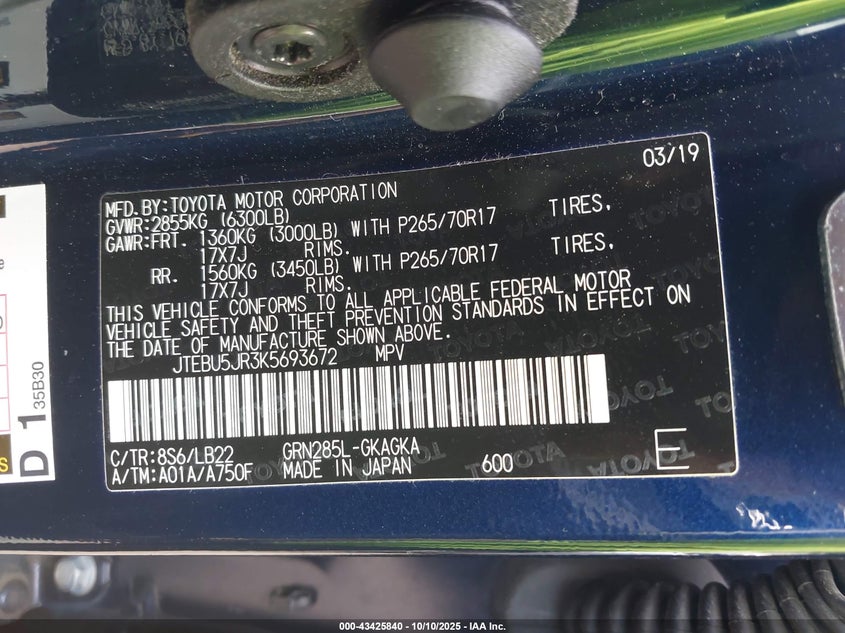 03/19
MFD.BY:TOYOTA MOTOR CORPORATION
GVWR:2855KG (6300LB)
GAWR:FRT. 1360KG (3000LB) WITH P265/70R17 TIRES,
17X7J RIMS.
RR. 1560KG (3450LB) WITH P265/70R17 TIRES,
17X7J RIMS.
THIS VEHICLE CONFORMS TO ALL APPLICABLE FEDERAL MOTOR
VEHICLE SAFETY AND THEFT PREVENTION STANDARDS IN EFFECT ON
THE DATE OF MANUFACTURE SHOWN ABOVE.
JTEBU5JR3K5693672 MPV
C/TR:8S6/LB22 GRN285L-GKAGKA
A/TM:A01A/A750F MADE IN JAPAN 600 E
D1
35B30
000-43425840 - 10/10/2025 - IAA Inc.